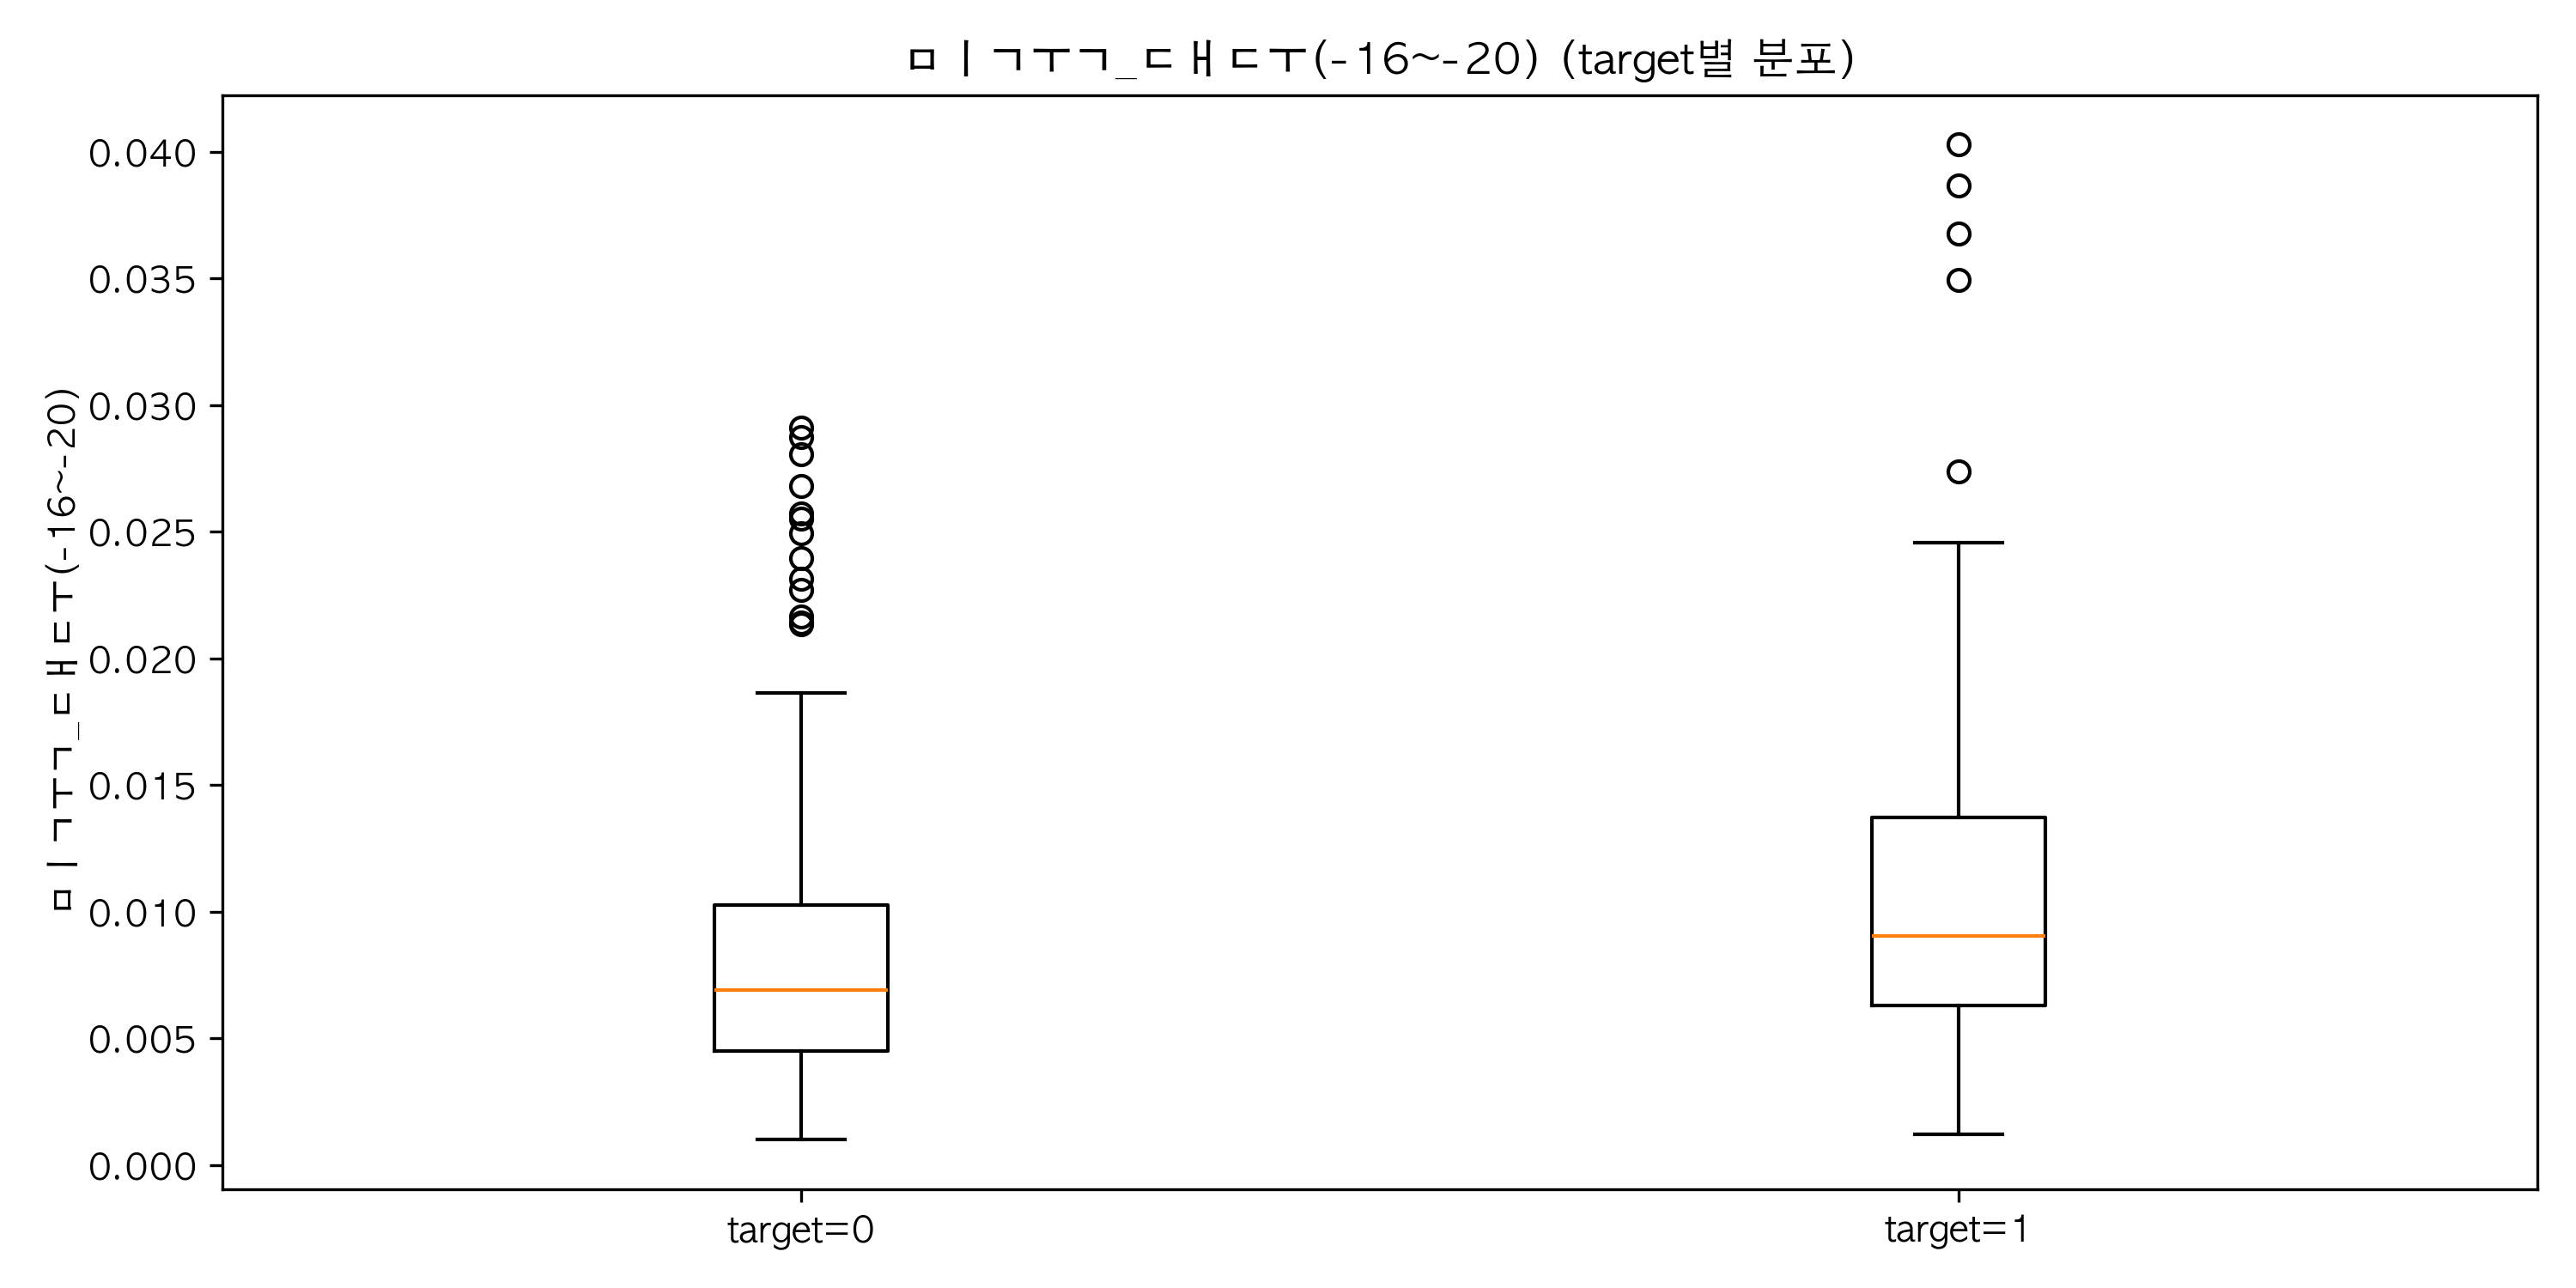 ㅁㅣㄱㅜㄱ_ㄷㅐㄷㅜ(-16~-20) (target별 분포)
ㅁㅣㄱㅜㄱ_ㄷㅐㄷㅜ(-16~-20)
0.040
0.035
0.030
0.025
0.020
0.015
0.010
0.005
0.000
target=0
target=1